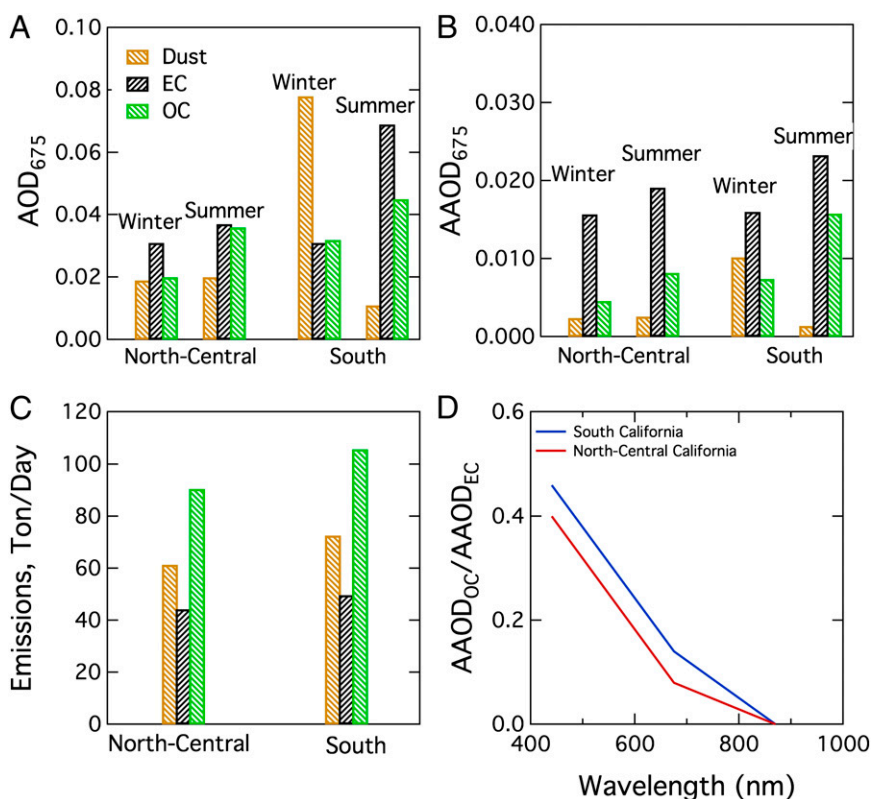 A
AOD675
0.10
0.08
0.06
0.04
0.02
0.00
Dust
EC
OC
Winter
Summer
Winter
Summer
North-Central
South
B
AAOD675
0.040
0.030
0.020
0.010
0.000
Winter
Summer
Winter
Summer
North-Central
South
C
Emissions, Ton/Day
120
100
80
60
40
20
0
North-Central
South
D
AAODOC/AAODEC
0.6
0.4
0.2
0.0
South California
North-Central California
400
600
800
1000
Wavelength (nm)